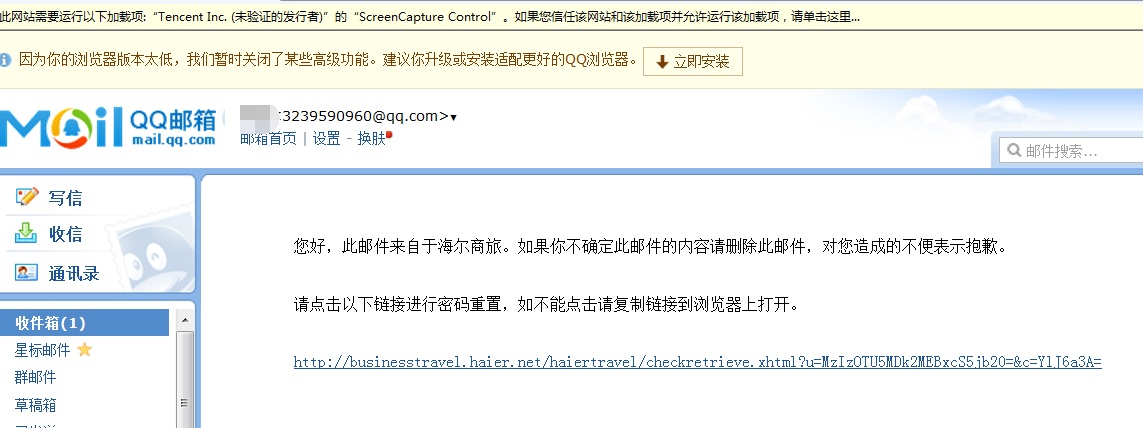 此网站需要运行以下加载项:“Tencent Inc. (未验证的发行者)”的“ScreenCapture Control”。如果您信任该网站和该加载项并允许运行该加载项，请单击这里...
因为你的浏览器版本太低，我们暂时关闭了某些高级功能。建议你升级或安装适配更好的QQ浏览器。 立即安装
Mail QQ邮箱
mail.qq.com
3239590960@qq.com>
邮箱首页 | 设置 - 换肤
邮件搜索...
写信
收信
通讯录
您好，此邮件来自于海尔商旅。如果你不确定此邮件的内容请删除此邮件，对您造成的不便表示抱歉。
请点击以下链接进行密码重置，如不能点击请复制链接到浏览器上打开。
http://businesstravel.haier.net/haiertravel/checkretrieve.xhtml?u=MzIzOTU5MDk2MEBxcS5jb20=&c=YlJ6a3A=
收件箱(1)
星标邮件
群邮件
草稿箱